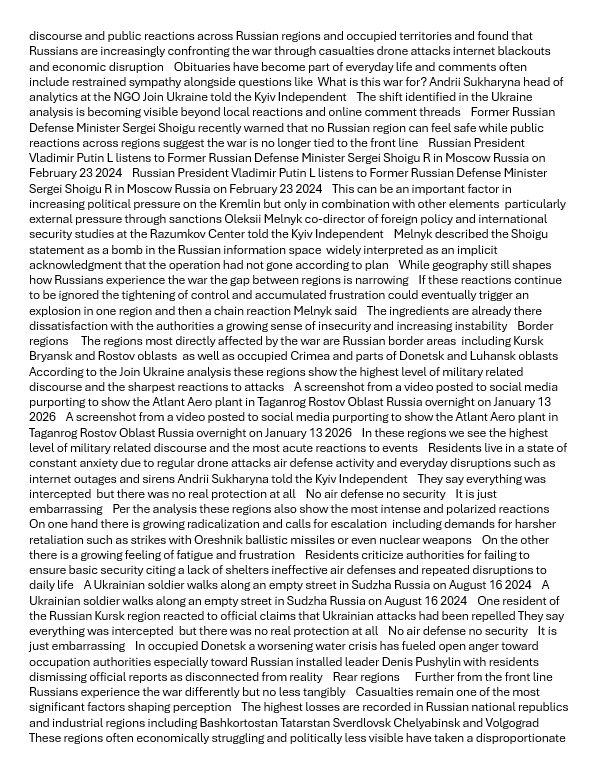 discourse and public reactions across Russian regions and occupied territories and found that
Russians are increasingly confronting the war through casualties drone attacks internet blackouts
and economic disruption    Obituaries have become part of everyday life and comments often
include restrained sympathy alongside questions like  What is this war for? Andrii Sukharyna head of
analytics at the NGO Join Ukraine told the Kyiv Independent    The shift identified in the Ukraine
analysis is becoming visible beyond local reactions and online comment threads    Former Russian
Defense Minister Sergei Shoigu recently warned that no Russian region can feel safe while public
reactions across regions suggest the war is no longer tied to the front line    Russian President
Vladimir Putin L listens to Former Russian Defense Minister Sergei Shoigu R in Moscow Russia on
February 23 2024    Russian President Vladimir Putin L listens to Former Russian Defense Minister
Sergei Shoigu R in Moscow Russia on February 23 2024    This can be an important factor in
increasing political pressure on the Kremlin but only in combination with other elements  particularly
external pressure through sanctions Oleksii Melnyk co-director of foreign policy and international
security studies at the Razumkov Center told the Kyiv Independent    Melnyk described the Shoigu
statement as a bomb in the Russian information space  widely interpreted as an implicit
acknowledgment that the operation had not gone according to plan    While geography still shapes
how Russians experience the war the gap between regions is narrowing    If these reactions continue
to be ignored the tightening of control and accumulated frustration could eventually trigger an
explosion in one region and then a chain reaction Melnyk said    The ingredients are already there
dissatisfaction with the authorities a growing sense of insecurity and increasing instability    Border
regions    The regions most directly affected by the war are Russian border areas  including Kursk
Bryansk and Rostov oblasts  as well as occupied Crimea and parts of Donetsk and Luhansk oblasts
According to the Join Ukraine analysis these regions show the highest level of military related
discourse and the sharpest reactions to attacks    A screenshot from a video posted to social media
purporting to show the Atlant Aero plant in Taganrog Rostov Oblast Russia overnight on January 13
2026    A screenshot from a video posted to social media purporting to show the Atlant Aero plant in
Taganrog Rostov Oblast Russia overnight on January 13 2026    In these regions we see the highest
level of military related discourse and the most acute reactions to events    Residents live in a state of
constant anxiety due to regular drone attacks air defense activity and everyday disruptions such as
internet outages and sirens Andrii Sukharyna told the Kyiv Independent    They say everything was
intercepted  but there was no real protection at all    No air defense no security    It is just
embarrassing    Per the analysis these regions also show the most intense and polarized reactions
On one hand there is growing radicalization and calls for escalation  including demands for harsher
retaliation such as strikes with Oreshnik ballistic missiles or even nuclear weapons    On the other
there is a growing feeling of fatigue and frustration    Residents criticize authorities for failing to
ensure basic security citing a lack of shelters ineffective air defenses and repeated disruptions to
daily life    A Ukrainian soldier walks along an empty street in Sudzha Russia on August 16 2024    A
Ukrainian soldier walks along an empty street in Sudzha Russia on August 16 2024    One resident of
the Russian Kursk region reacted to official claims that Ukrainian attacks had been repelled They say
everything was intercepted  but there was no real protection at all    No air defense no security    It is
just embarrassing    In occupied Donetsk a worsening water crisis has fueled open anger toward
occupation authorities especially toward Russian installed leader Denis Pushylin with residents
dismissing official reports as disconnected from reality    Rear regions    Further from the front line
Russians experience the war differently but no less tangibly    Casualties remain one of the most
significant factors shaping perception    The highest losses are recorded in Russian national republics
and industrial regions including Bashkortostan Tatarstan Sverdlovsk Chelyabinsk and Volgograd
These regions often economically struggling and politically less visible have taken a disproportionate